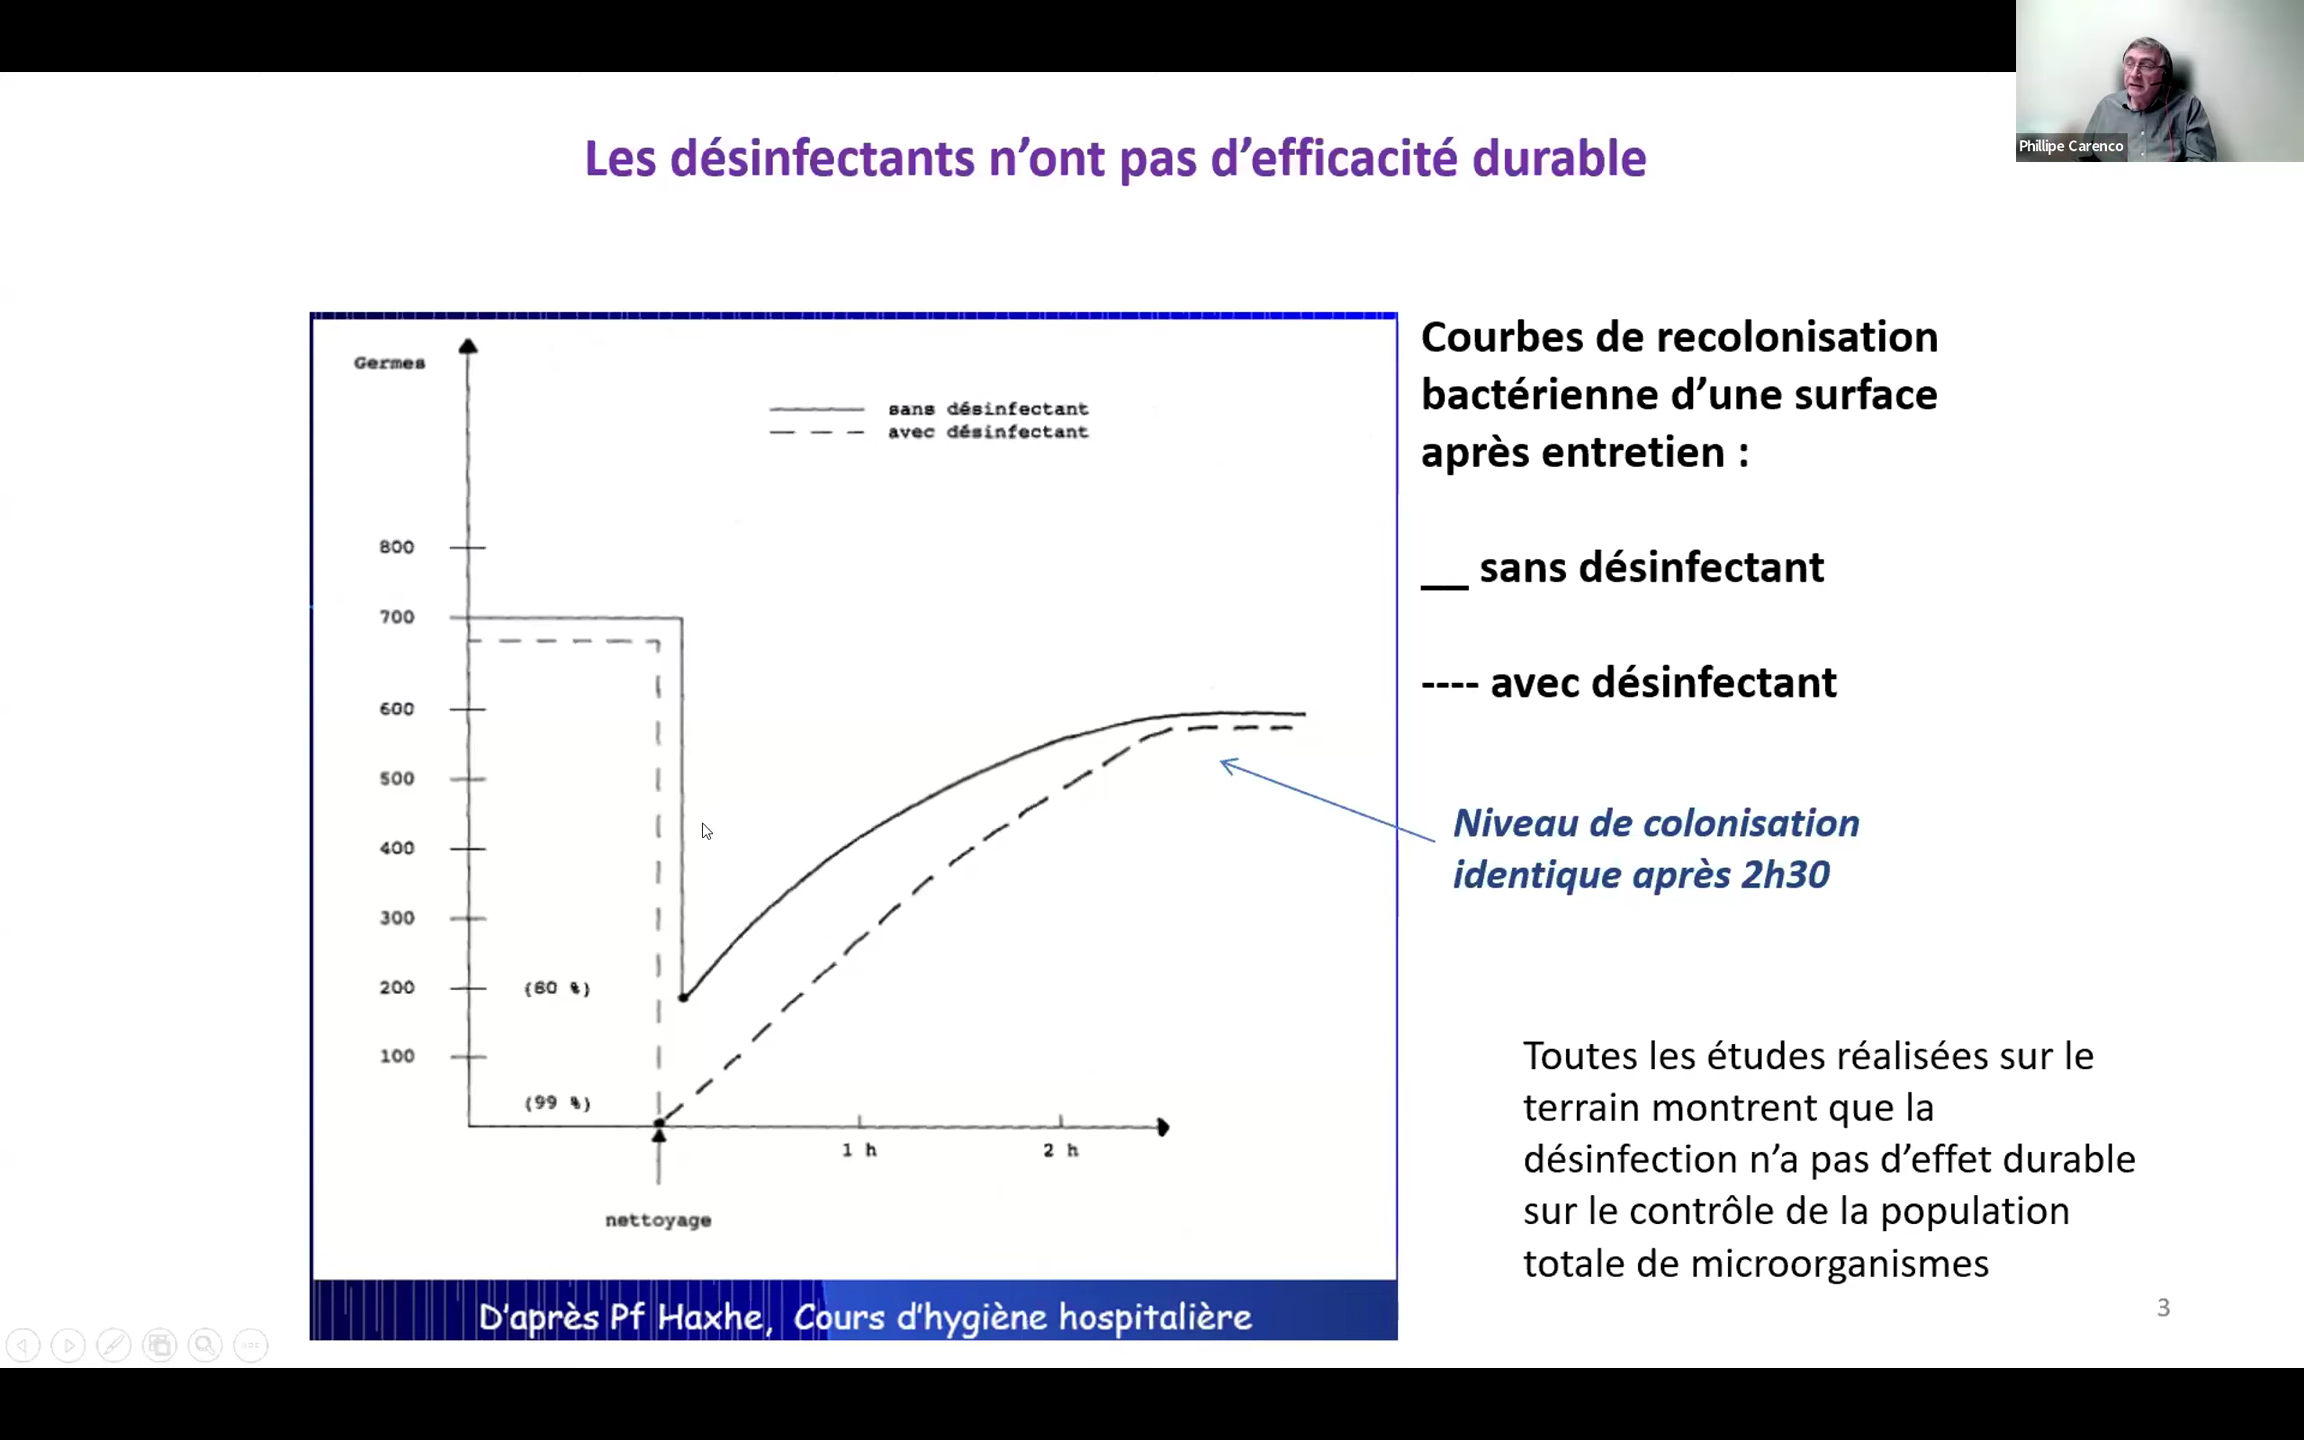 Phillipe Carenco
Les désinfectants n’ont pas d’efficacité durable
Germes
sans désinfectant
avec désinfectant
800
700
600
500
400
300
200
100
(60 %)
(99 %)
1 h
2 h
nettoyage
D'après Pf Haxhe, Cours d'hygiène hospitalière
Courbes de recolonisation
bactérienne d’une surface
après entretien :
__ sans désinfectant
---- avec désinfectant
Niveau de colonisation
identique après 2h30
Toutes les études réalisées sur le
terrain montrent que la
désinfection n’a pas d’effet durable
sur le contrôle de la population
totale de microorganismes
3